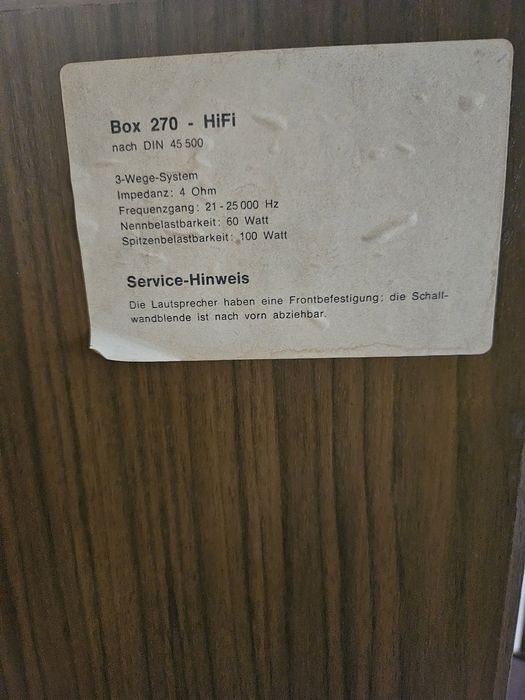 Box 270 - HiFi
nach DIN 45 500
3-Wege-System
Impedanz: 4 Ohm
Frequenzgang: 21-25 000 Hz
Nennbelastbarkeit: 60 Watt
Spitzenbelastbarkeit: 100 Watt
Service-Hinweis
Die Lautsprecher haben eine Frontbefestigung; die Schall-
wandblende ist nach vorn abziehbar.